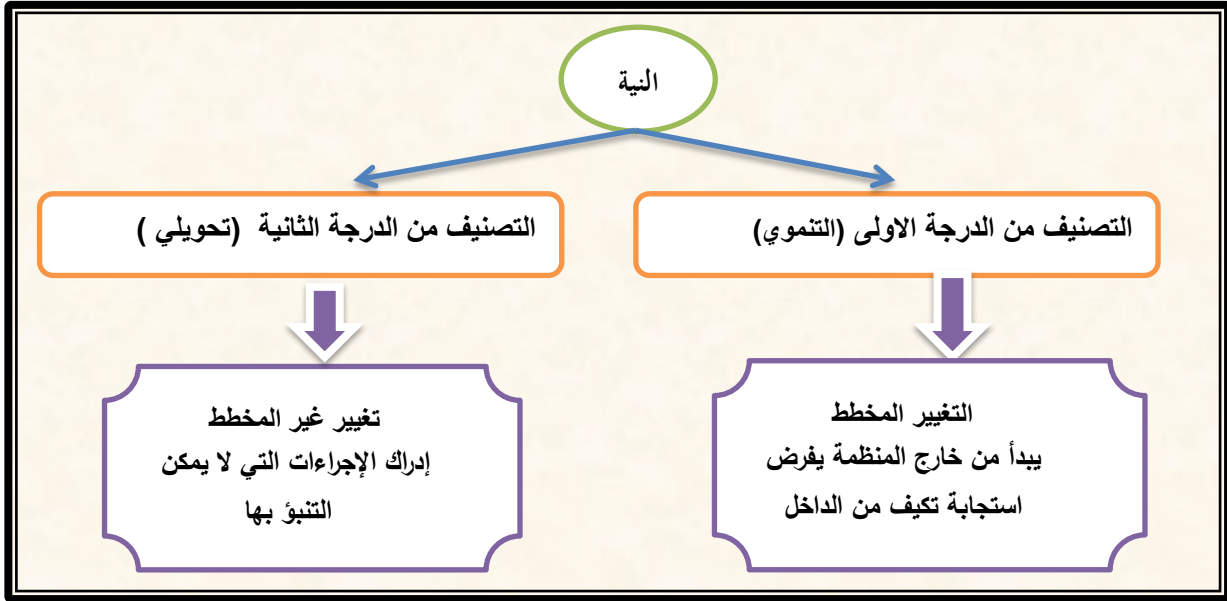 النية
التصنيف من الدرجة الاولى (التنموي)
التصنيف من الدرجة الثانية (تحويلي )
التغيير المخطط
يبدأ من خارج المنظمة يفرض
استجابة تكيف من الداخل
تغيير غير المخطط
إدراك الإجراءات التي لا يمكن
التنبؤ بها